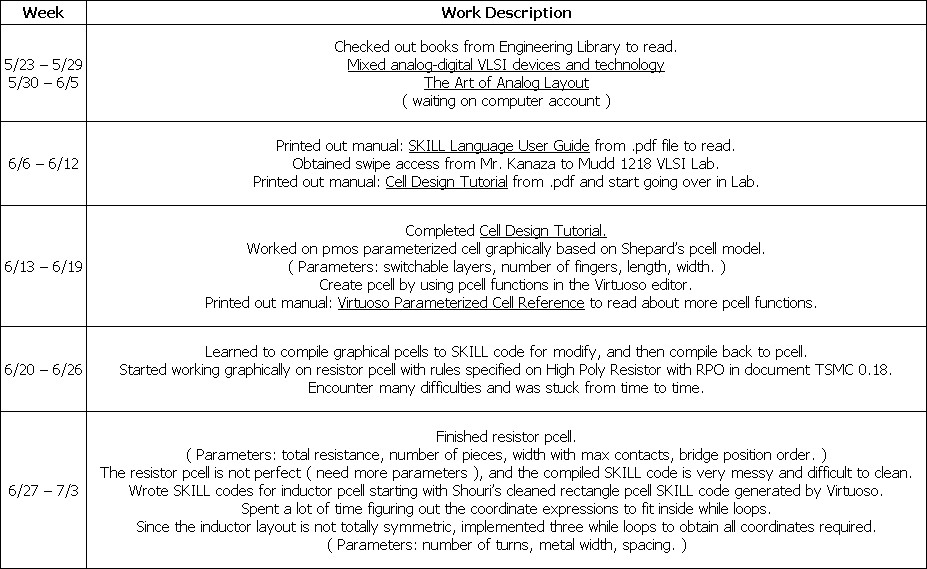 Week Work Description
5/23 – 5/29
5/30 – 6/5
Checked out books from Engineering Library to read.
Mixed analog-digital VLSI devices and technology
The Art of Analog Layout
( waiting on computer account )
6/6 – 6/12
Printed out manual: SKILL Language User Guide from .pdf file to read.
Obtained swipe access from Mr. Kanaza to Mudd 1218 VLSI Lab.
Printed out manual: Cell Design Tutorial from .pdf and start going over in Lab.
6/13 – 6/19
Completed Cell Design Tutorial.
Worked on pmos parameterized cell graphically based on Shepard's pcell model.
( Parameters: switchable layers, number of fingers, length, width. )
Create pcell by using pcell functions in the Virtuoso editor.
Printed out manual: Virtuoso Parameterized Cell Reference to read about more pcell functions.
6/20 – 6/26
Learned to compile graphical pcells to SKILL code for modify, and then compile back to pcell.
Started working graphically on resistor pcell with rules specified on High Poly Resistor with RPO in document TSMC 0.18.
Encounter many difficulties and was stuck from time to time.
6/27 – 7/3
Finished resistor pcell.
( Parameters: total resistance, number of pieces, width with max contacts, bridge position order. )
The resistor pcell is not perfect ( need more parameters ), and the compiled SKILL code is very messy and difficult to clean.
Wrote SKILL codes for inductor pcell starting with Shouri's cleaned rectangle pcell SKILL code generated by Virtuoso.
Spent a lot of time figuring out the coordinate expressions to fit inside while loops.
Since the inductor layout is not totally symmetric, implemented three while loops to obtain all coordinates required.
( Parameters: number of turns, metal width, spacing. )